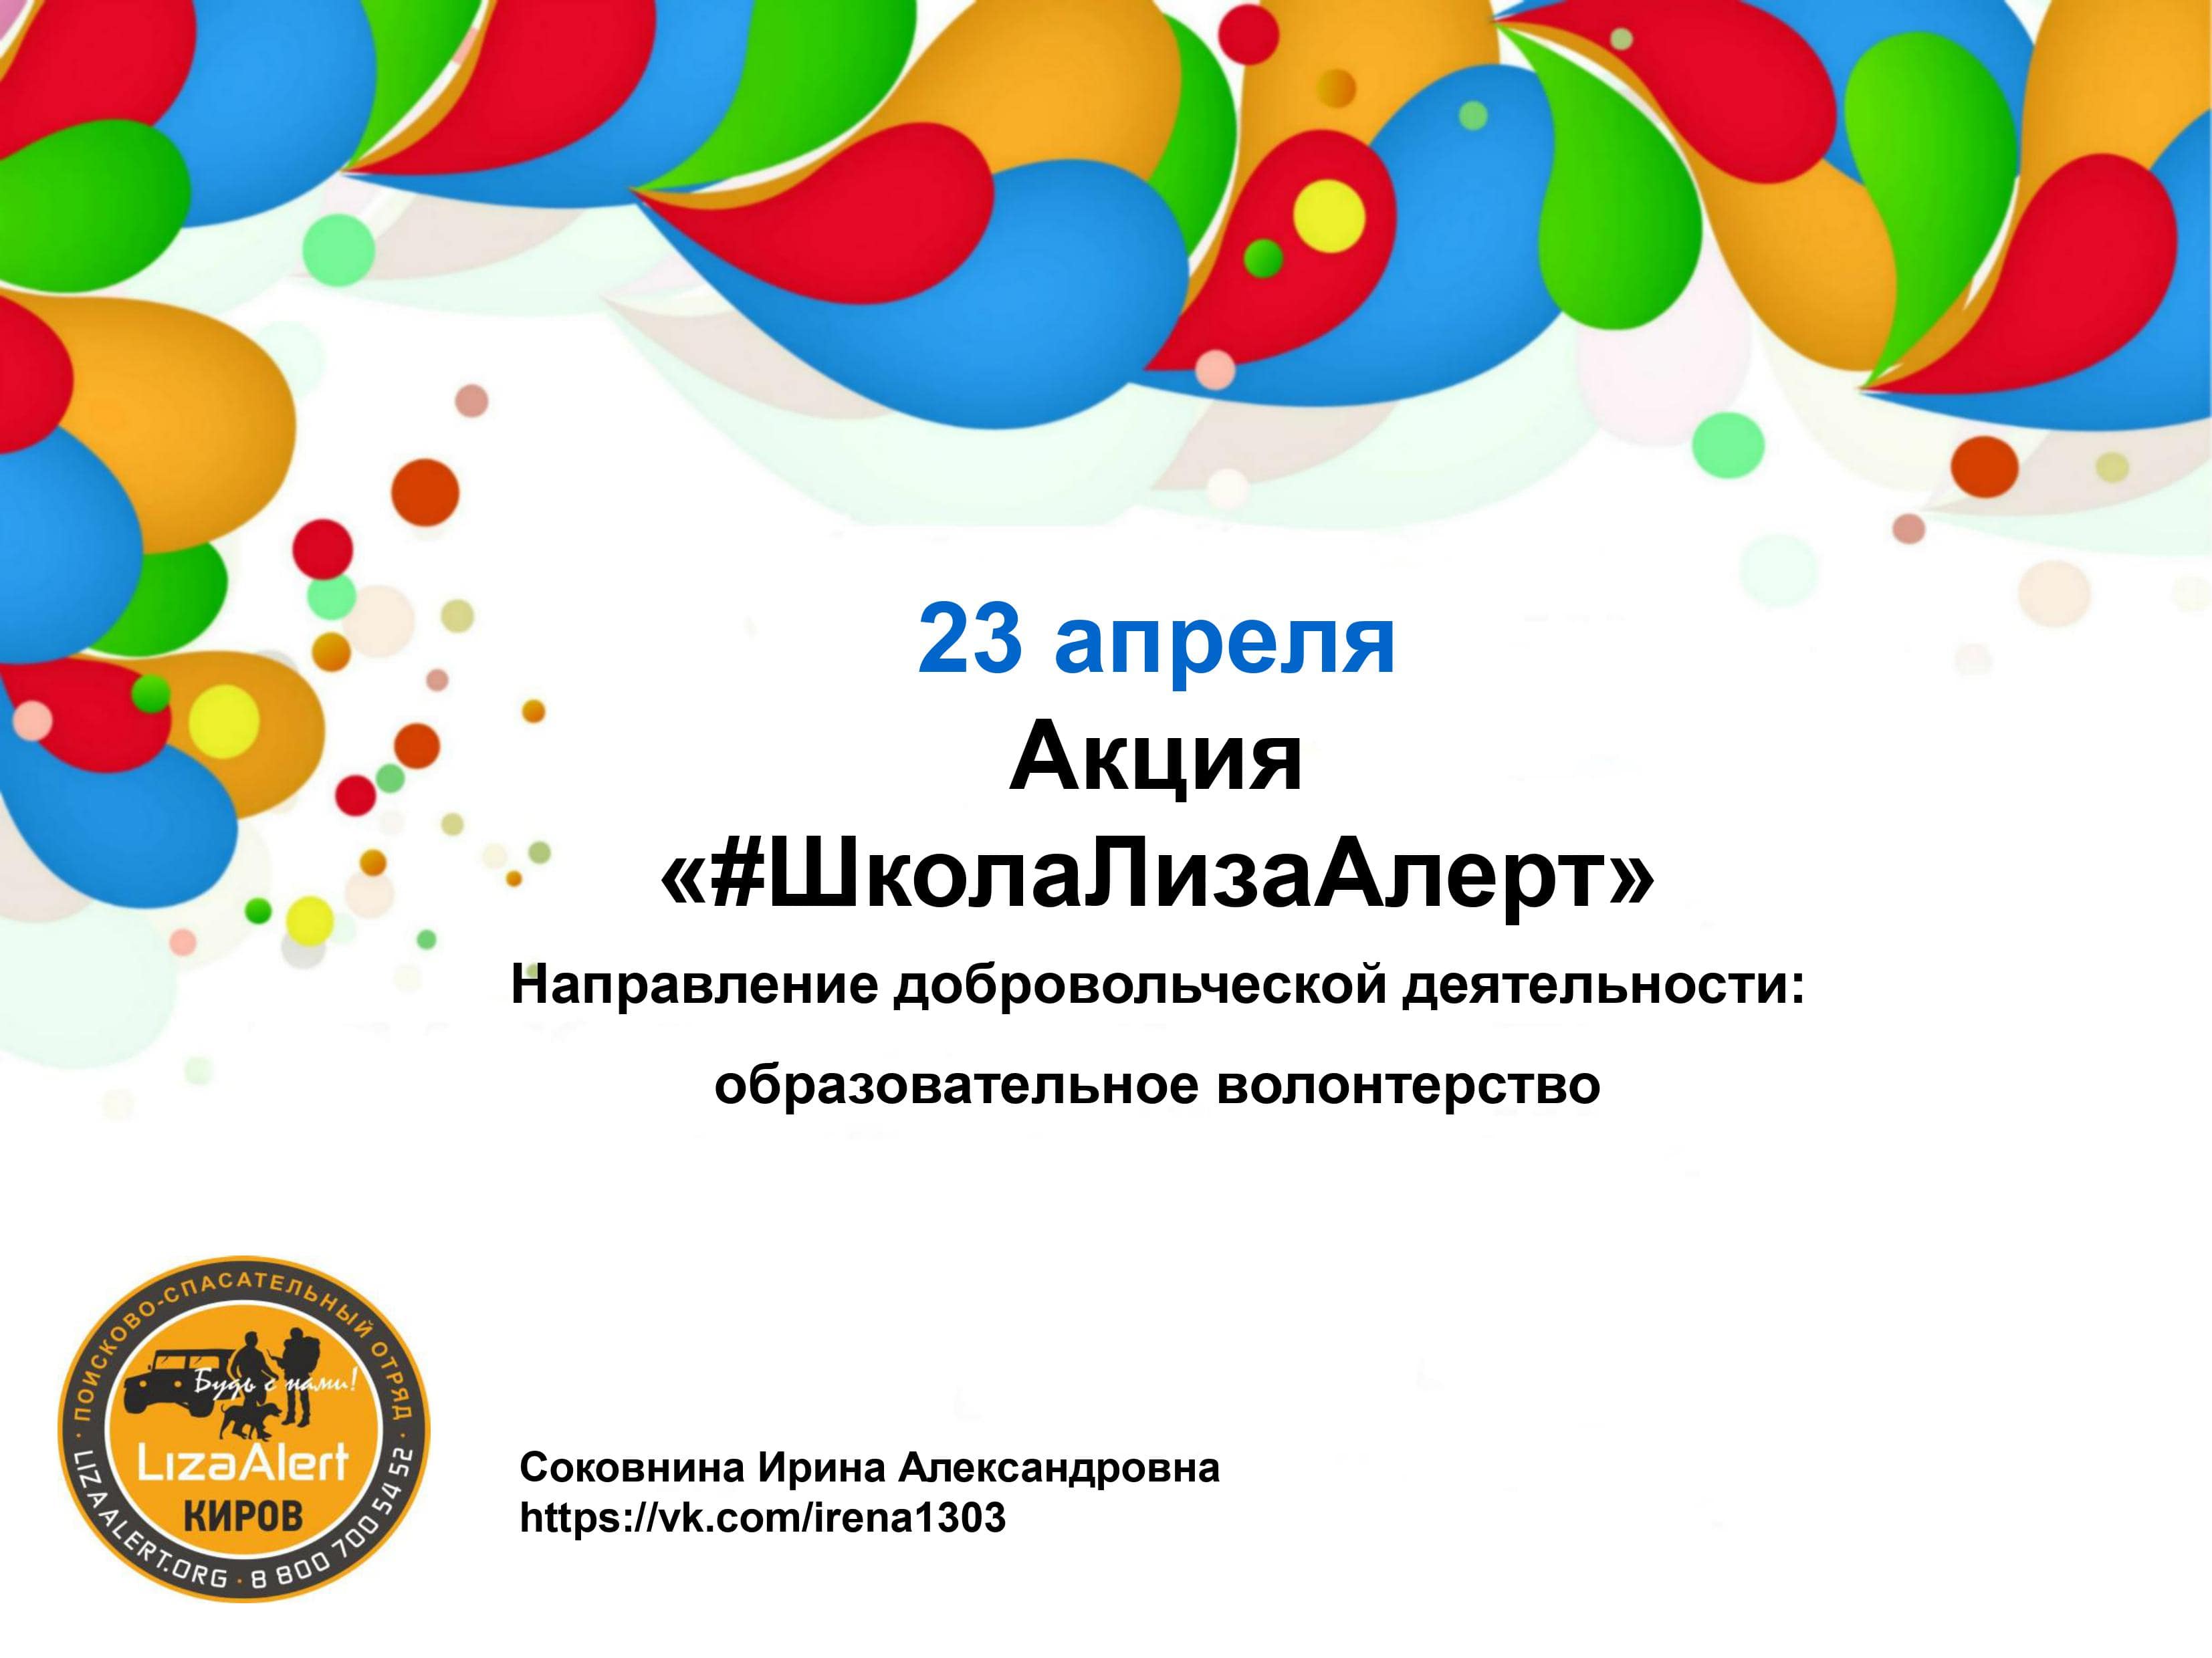 23 апреля
Акция
«#ШколаЛизаАлерт»
Направление добровольческой деятельности:
образовательное волонтерство
ПОИСКОВО-СПАСАТЕЛЬНЫЙ ОТРЯД
Будь с нами!
LizaAlert
КИРОВ
LIZAALERT.ORG · 8 800 700 54 52
Соковнина Ирина Александровна
https://vk.com/irena1303